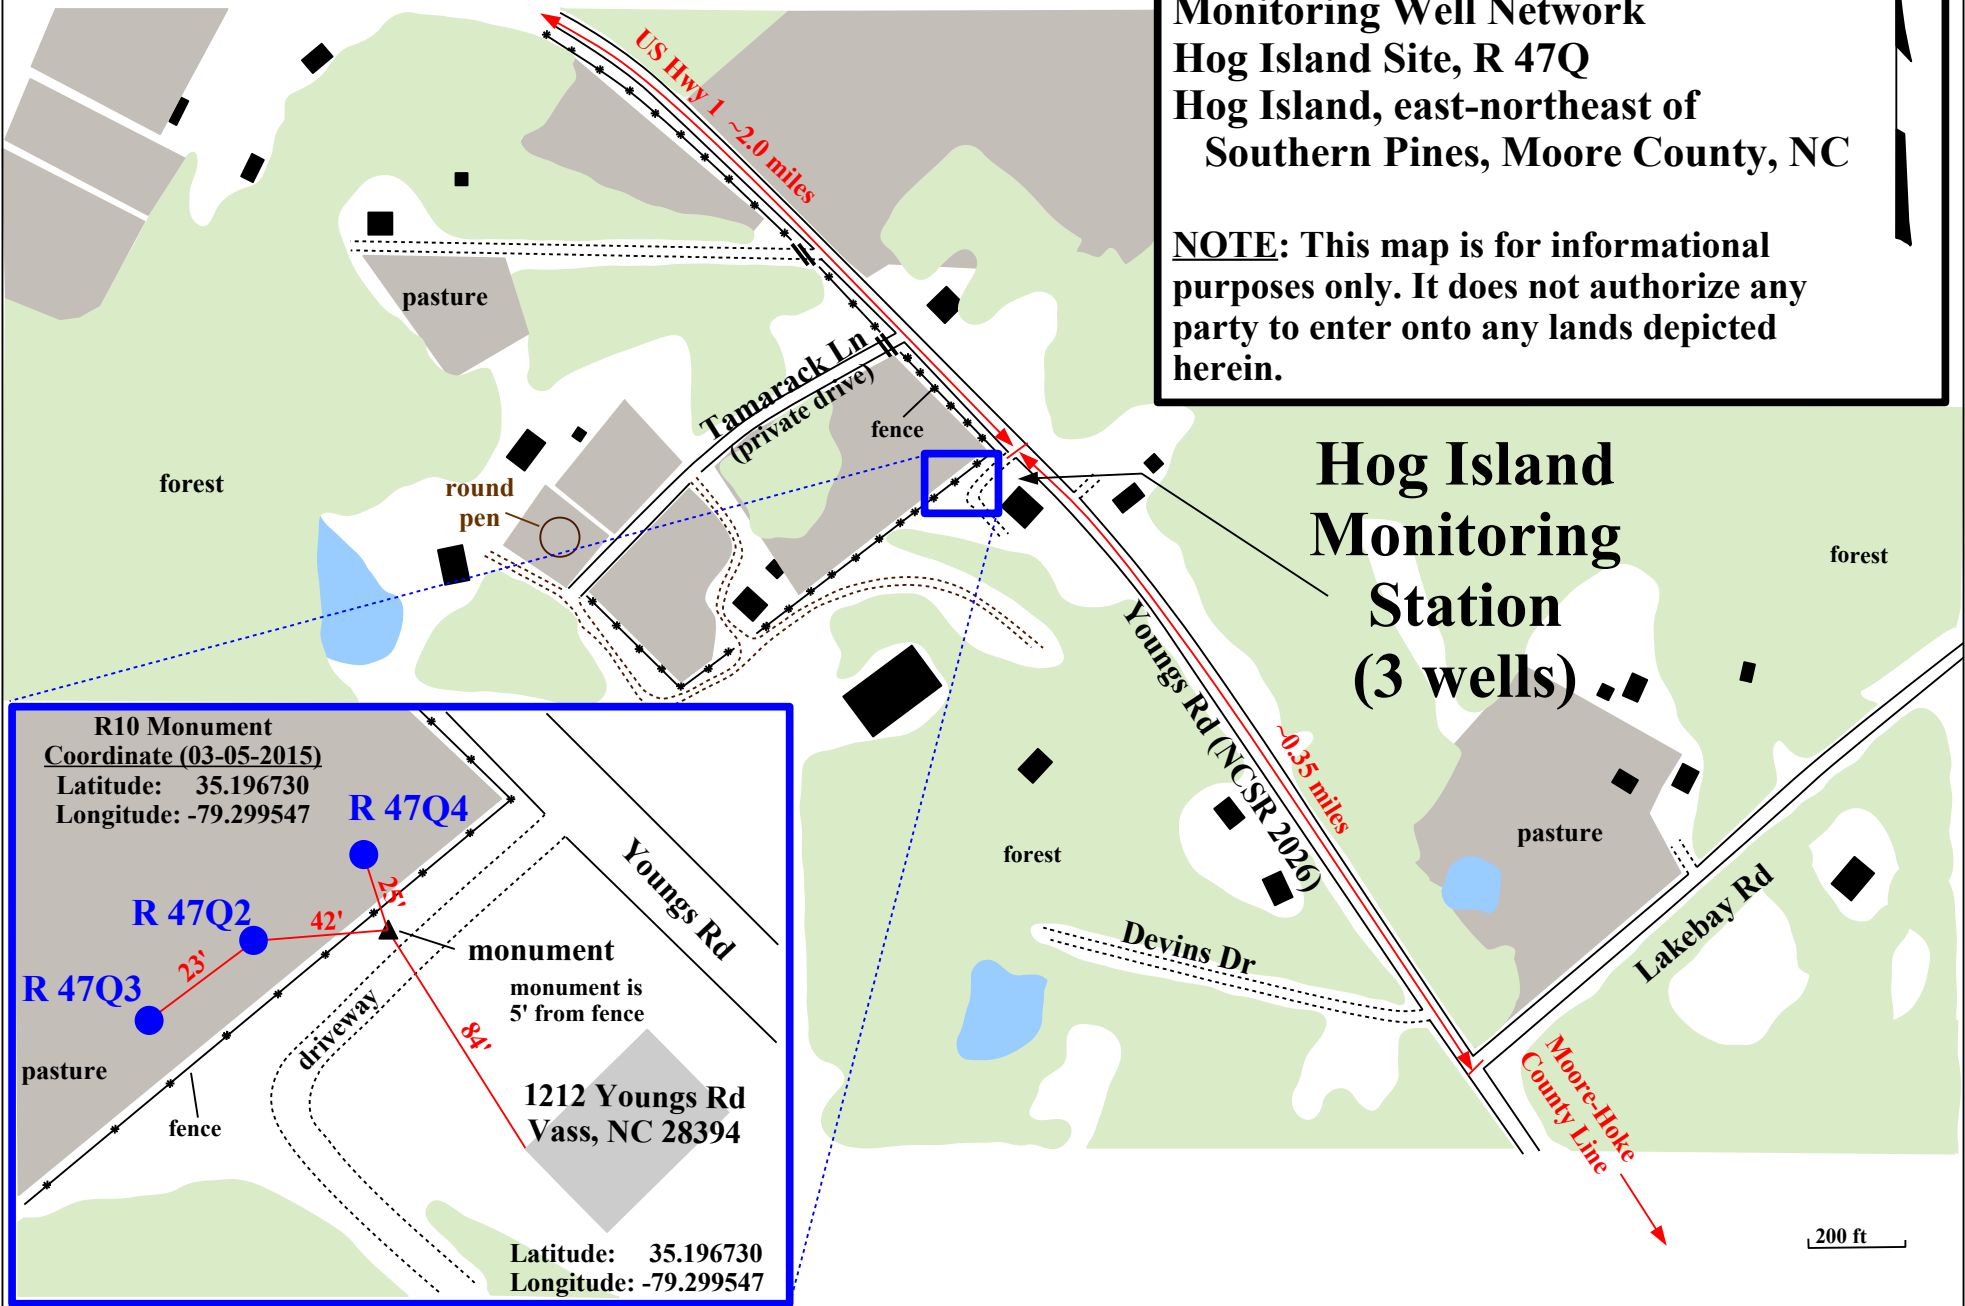 Monitoring Well Network
Hog Island Site, R 47Q
Hog Island, east-northeast of
Southern Pines, Moore County, NC
NOTE: This map is for informational
purposes only. It does not authorize any
party to enter onto any lands depicted
herein.
US Hwy 1 ~2.0 miles
pasture
Tamarack Ln
(private drive)
fence
forest
round
pen
Hog Island
Monitoring
Station
(3 wells)
forest
Youngs Rd (NCSR 2026)
~0.35 miles
pasture
forest
Devins Dr
Lakebay Rd
Moore-Hoke
County Line
200 ft
R10 Monument
Coordinate (03-05-2015)
Latitude: 35.196730
Longitude: -79.299547
R 47Q4
25'
R 47Q2
42'
23'
R 47Q3
Youngs Rd
monument
monument is
5' from fence
driveway
84'
pasture
fence
1212 Youngs Rd
Vass, NC 28394
Latitude: 35.196730
Longitude: -79.299547